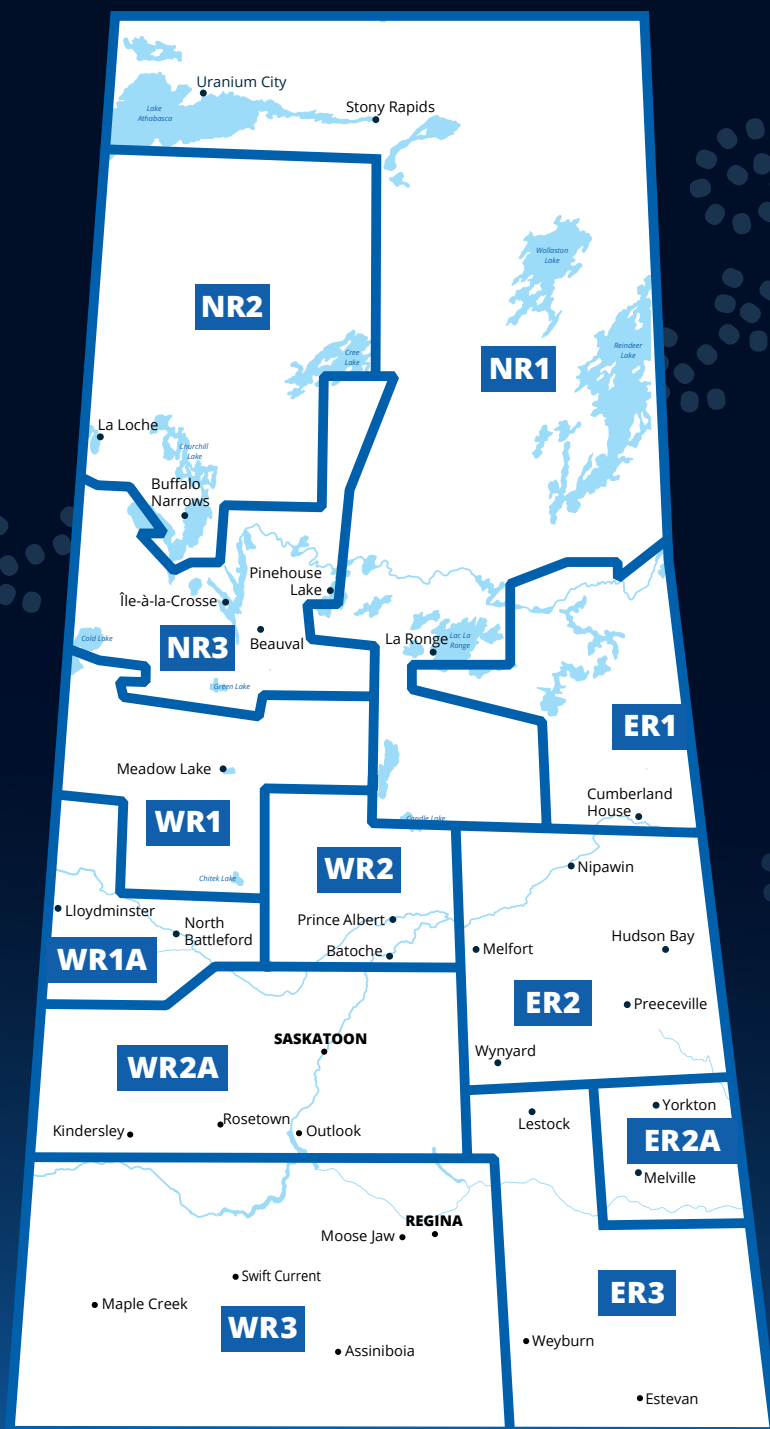 Uranium City
Lake
Athabasca
Stony Rapids
Wollaston
Lake
NR2
Reindeer
Lake
Cree
Lake
NR1
La Loche
Churchill
Lake
Buffalo
Narrows
Pinehouse
Lake
Île-à-la-Crosse
Cold Lake
NR3
Beauval
La Ronge
Lac La
Ronge
Green Lake
ER1
Meadow Lake
Cumberland
House
WR1
Candle Lake
WR2
Nipawin
Chitek Lake
Lloydminster
North
Battleford
Prince Albert
Batoche
Melfort
Hudson Bay
WR1A
ER2
Preeceville
SASKATOON
Wynyard
WR2A
Kindersley
Rosetown
Outlook
Lestock
Yorkton
ER2A
Melville
REGINA
Moose Jaw
Swift Current
Maple Creek
ER3
WR3
Assiniboia
Weyburn
Estevan